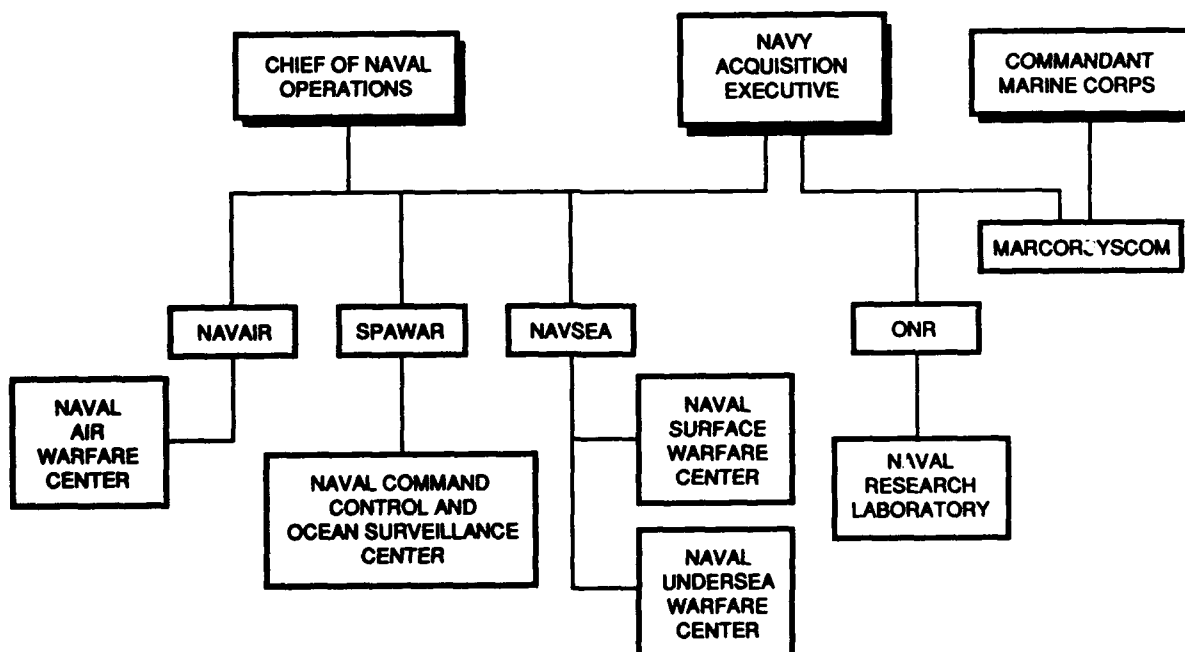 CHIEF OF NAVAL
OPERATIONS
NAVY
ACQUISITION
EXECUTIVE
COMMANDANT
MARINE CORPS
MARCORSYSCOM
NAVAIR
SPAWAR
NAVSEA
ONR
NAVAL
AIR
WARFARE
CENTER
NAVAL COMMAND
CONTROL AND
OCEAN SURVEILLANCE
CENTER
NAVAL
SURFACE
WARFARE
CENTER
NAVAL
RESEARCH
LABORATORY
NAVAL
UNDERSEA
WARFARE
CENTER